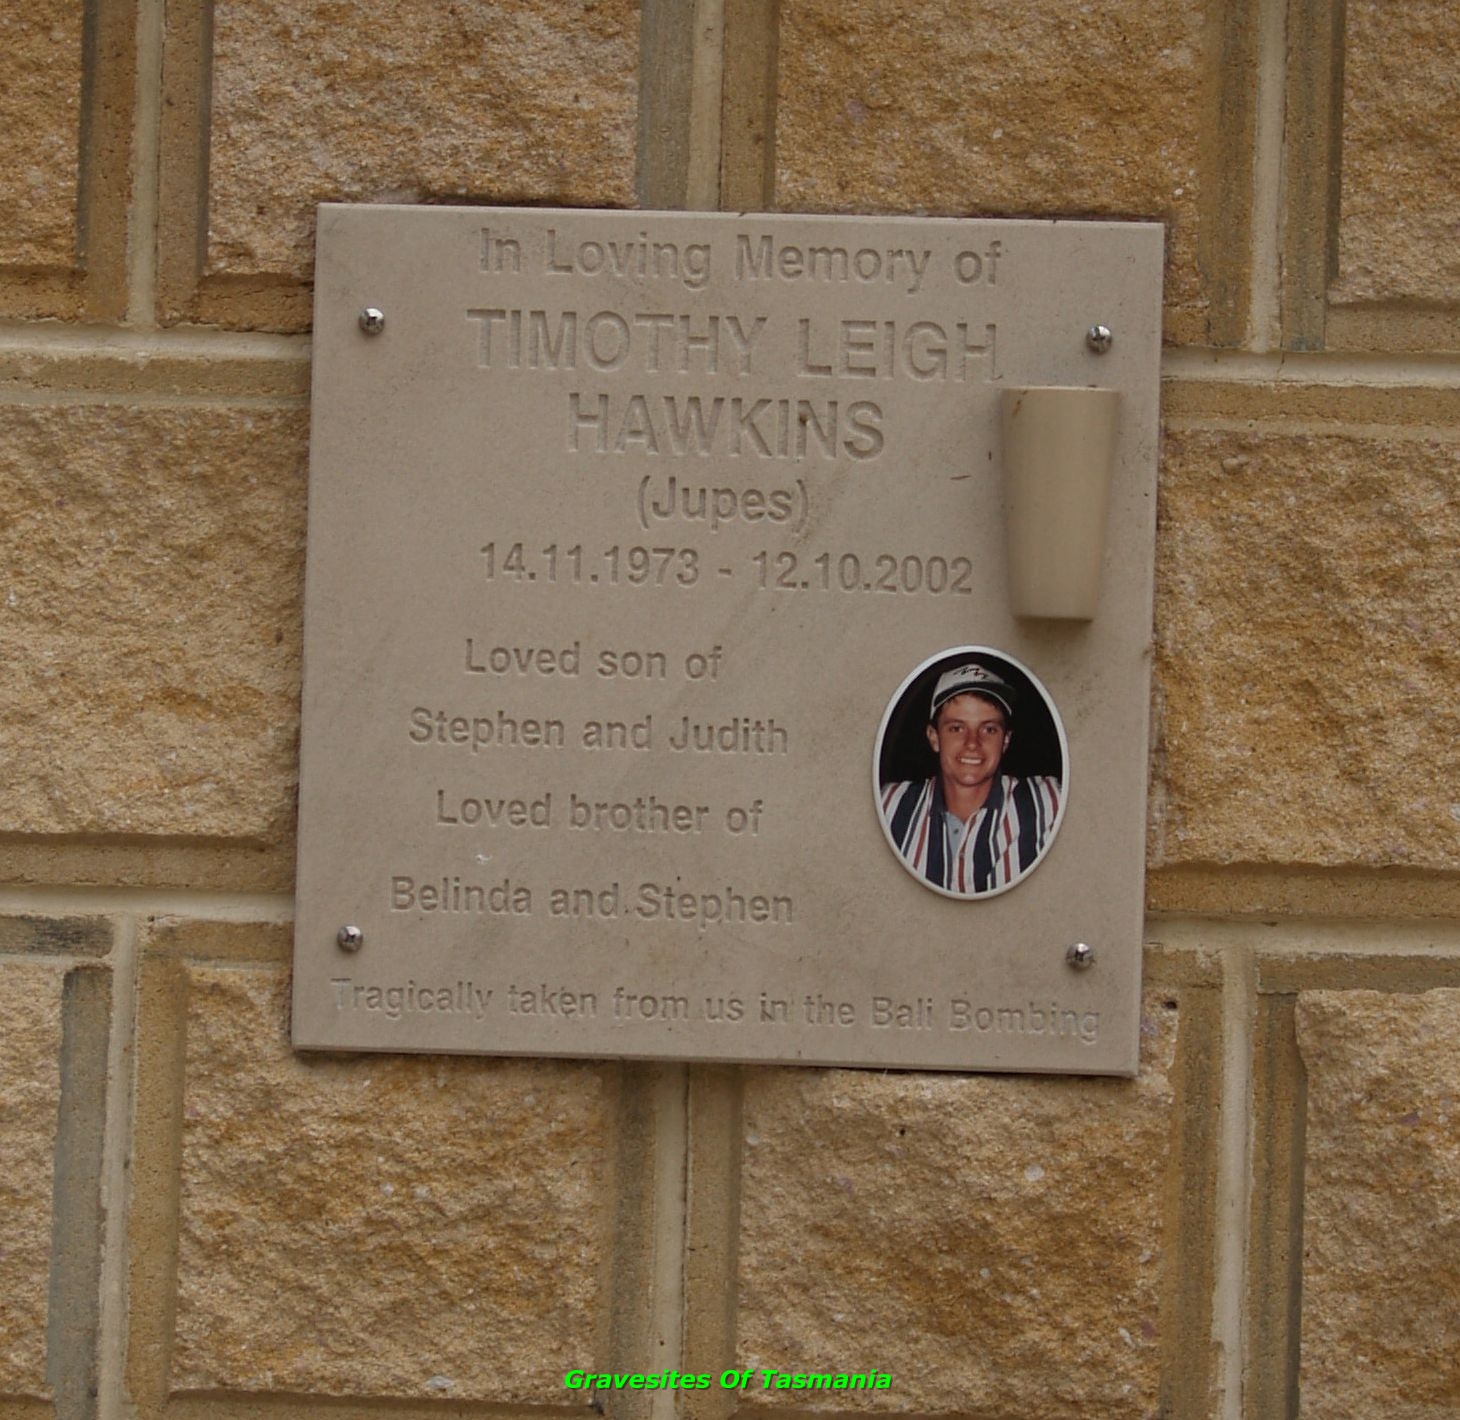 In Loving Memory of
TIMOTHY LEIGH
HAWKINS
(Jupes)
14.11.1973 - 12.10.2002
Loved son of
Stephen and Judith
Loved brother of
Belinda and Stephen
Tragically taken from us in the Bali Bombing
Gravesites Of Tasmania